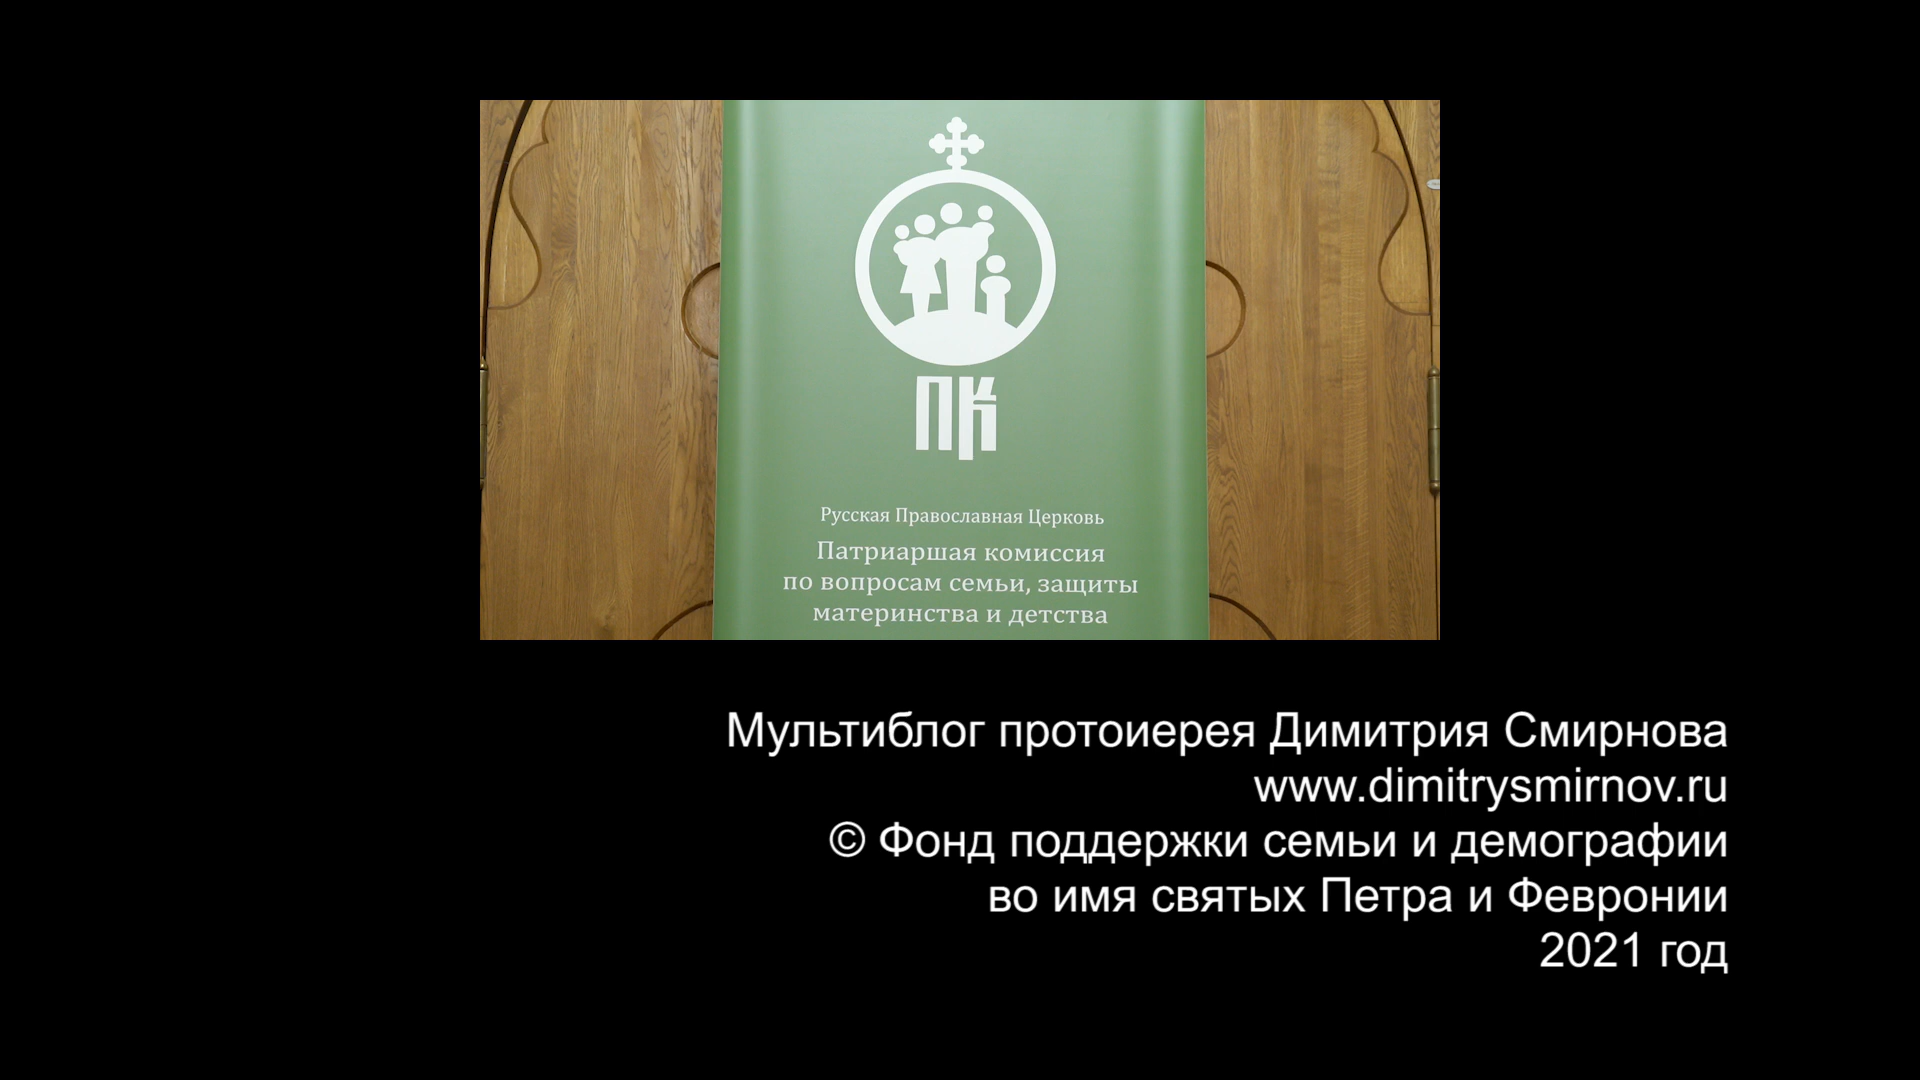 ПК
Русская Православная Церковь
Патриаршая комиссия
по вопросам семьи, защиты
материнства и детства
Мультиблог протоиерея Димитрия Смирнова
www.dimitrysmirnov.ru
© Фонд поддержки семьи и демографии
во имя святых Петра и Февронии
2021 год